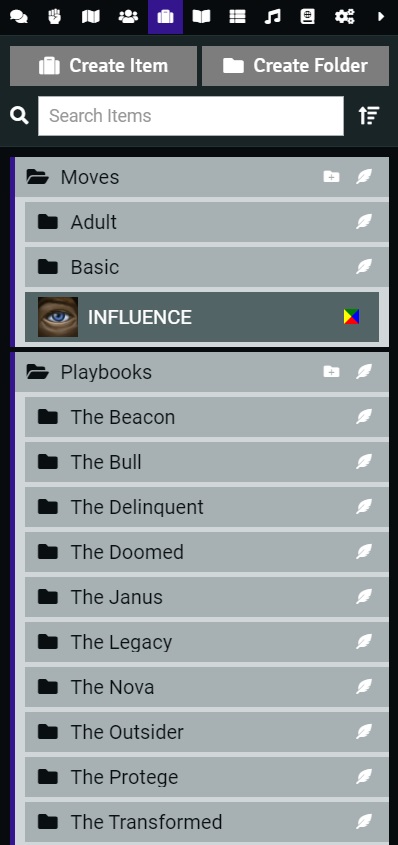 Create Item Create Folder
Search Items
Moves
Adult
Basic
INFLUENCE
Playbooks
The Beacon
The Bull
The Delinquent
The Doomed
The Janus
The Legacy
The Nova
The Outsider
The Protege
The Transformed